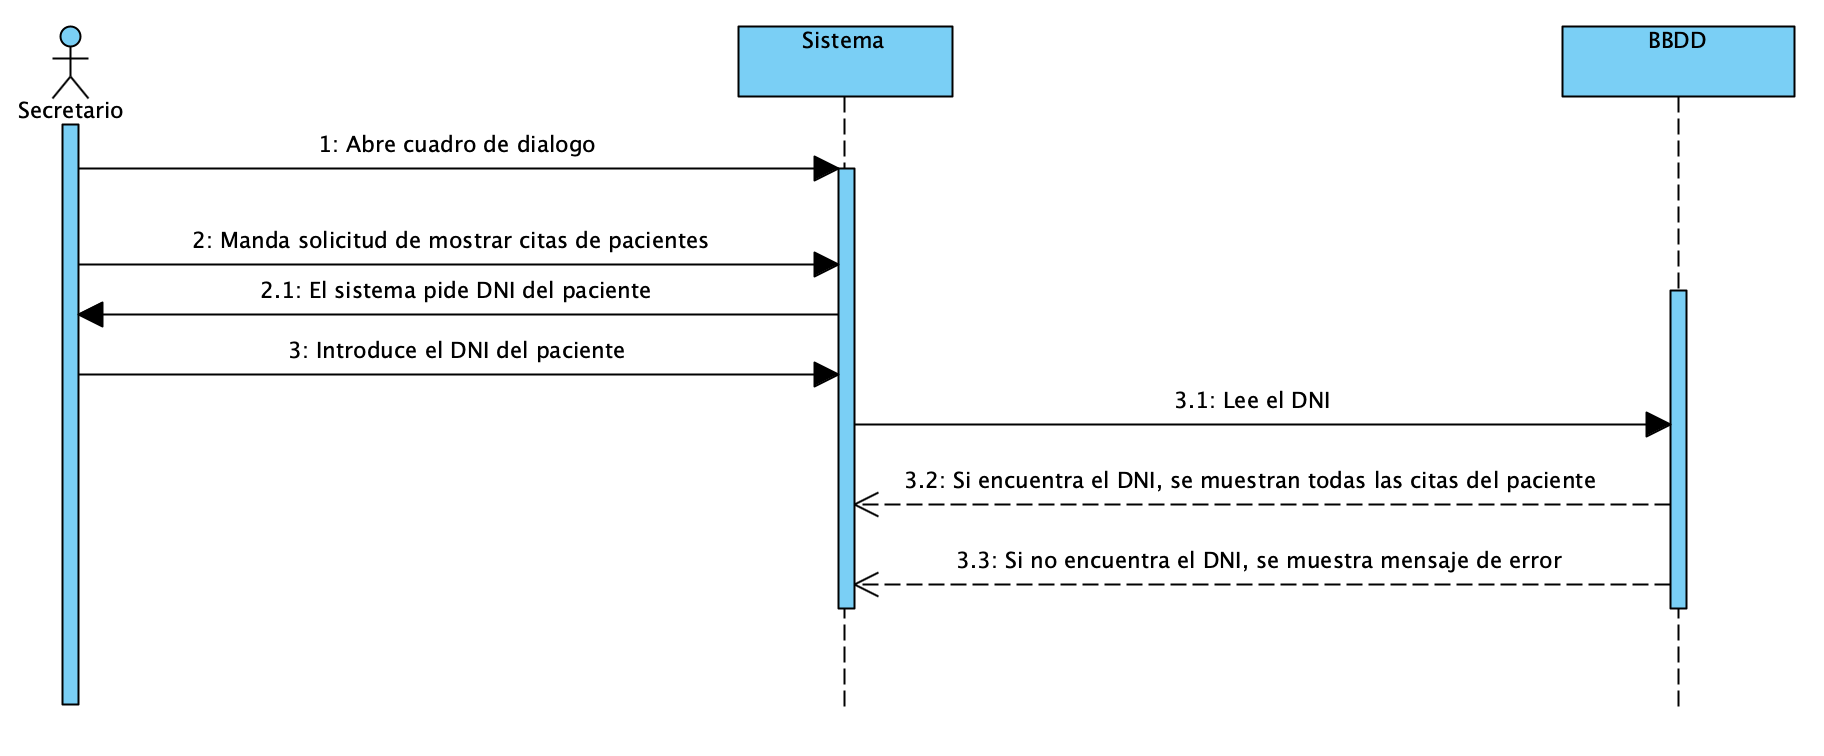 Secretario
Sistema
BBDD
1: Abre cuadro de dialogo
2: Manda solicitud de mostrar citas de pacientes
2.1: El sistema pide DNI del paciente
3: Introduce el DNI del paciente
3.1: Lee el DNI
3.2: Si encuentra el DNI, se muestran todas las citas del paciente
3.3: Si no encuentra el DNI, se muestra mensaje de error